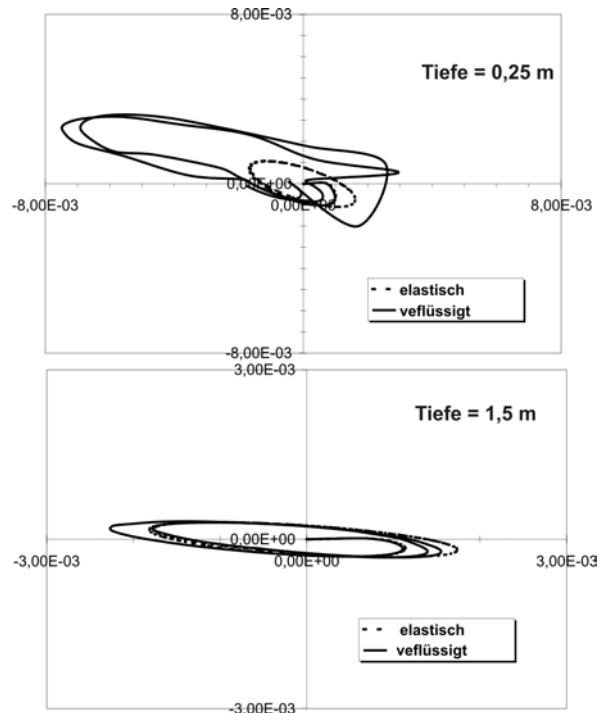 8,00E-03
Tiefe = 0,25 m
0,00E+00
-8,00E-03
0,00E+00
8,00E-03
elastisch
veflüssigt
-8,00E-03
3,00E-03
Tiefe = 1,5 m
0,00E+00
-3,00E-03
0,00E+00
3,00E-03
elastisch
veflüssigt
-3,00E-03